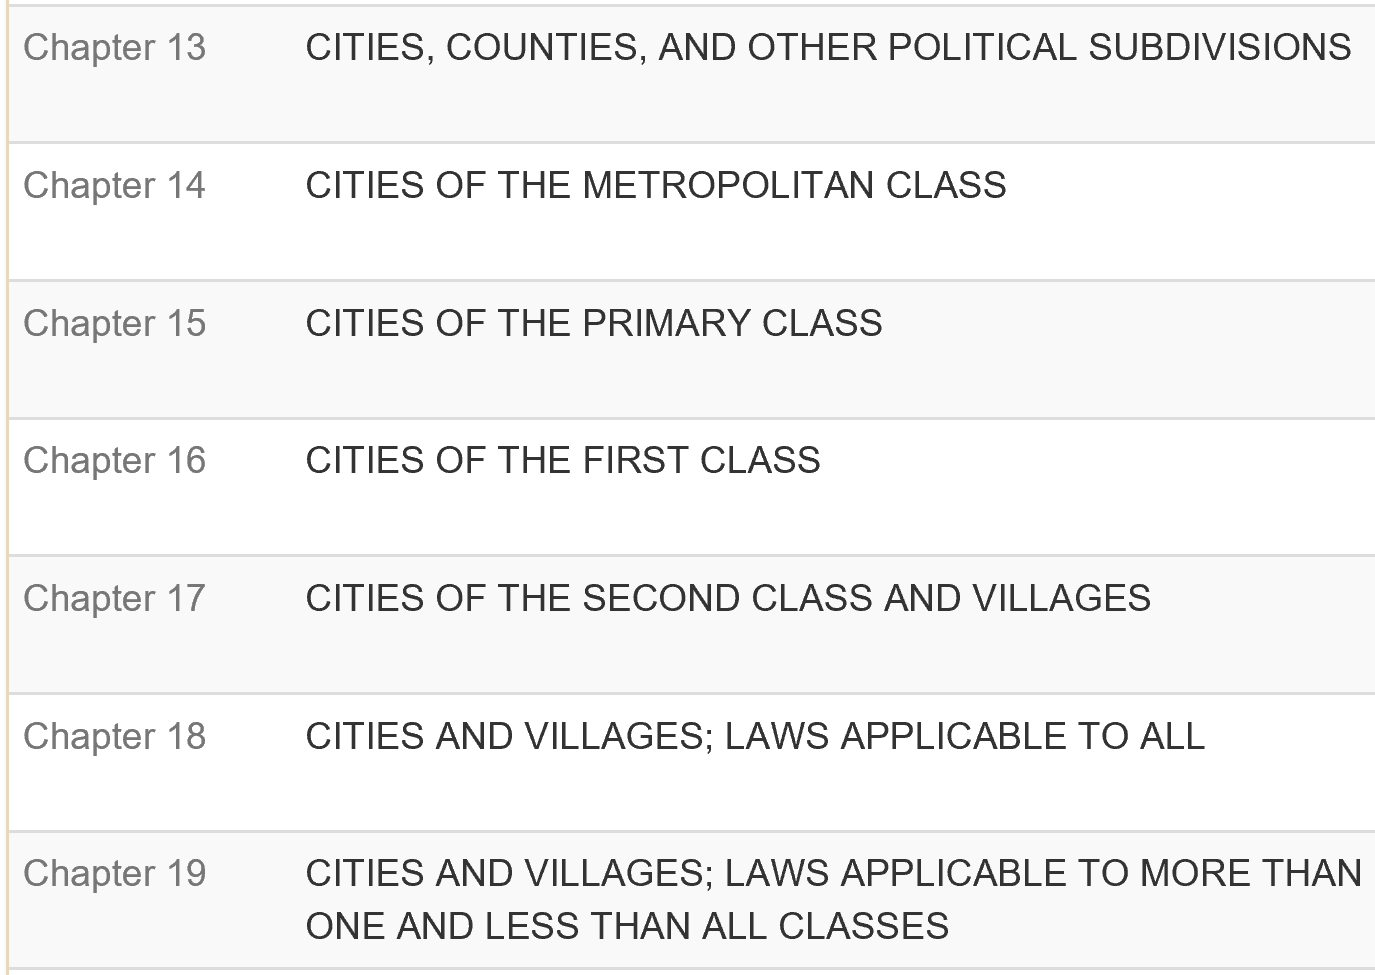 Chapter 13 CITIES, COUNTIES, AND OTHER POLITICAL SUBDIVISIONS
Chapter 14 CITIES OF THE METROPOLITAN CLASS
Chapter 15 CITIES OF THE PRIMARY CLASS
Chapter 16 CITIES OF THE FIRST CLASS
Chapter 17 CITIES OF THE SECOND CLASS AND VILLAGES
Chapter 18 CITIES AND VILLAGES; LAWS APPLICABLE TO ALL
Chapter 19 CITIES AND VILLAGES; LAWS APPLICABLE TO MORE THAN
ONE AND LESS THAN ALL CLASSES